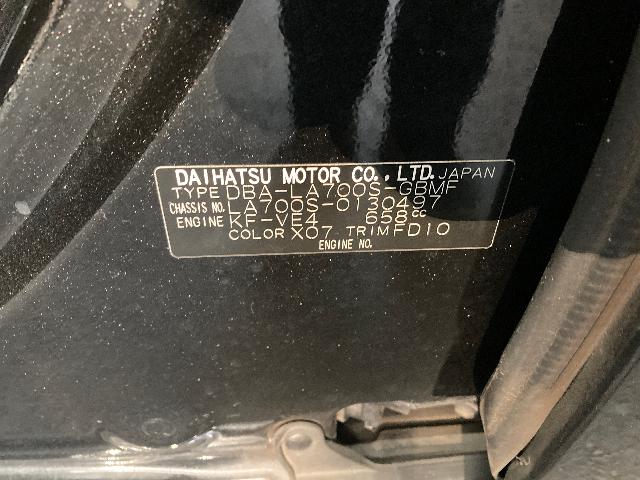 DAIHATSU MOTOR CO., LTD. JAPAN
TYPE DBA-LA700S-GBMF
CHASSIS NO. LA700S-0130497
ENGINE KF-VE4 658cc
COLOR X07 TRIM FD10
ENGINE NO.